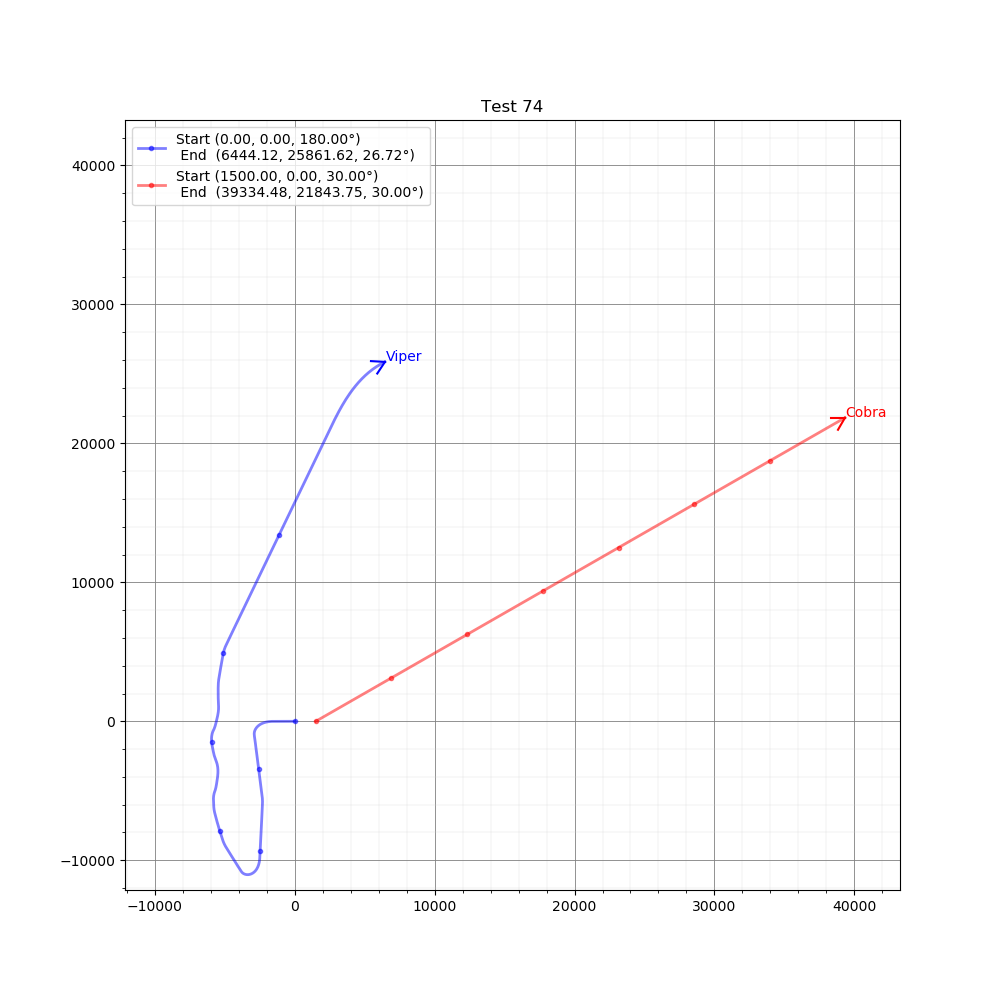 Test 74
Start (0.00, 0.00, 180.00°)
End  (6444.12, 25861.62, 26.72°)
Start (1500.00, 0.00, 30.00°)
End  (39334.48, 21843.75, 30.00°)
40000
30000
20000
10000
0
−10000
Viper
Cobra
−10000
0
10000
20000
30000
40000